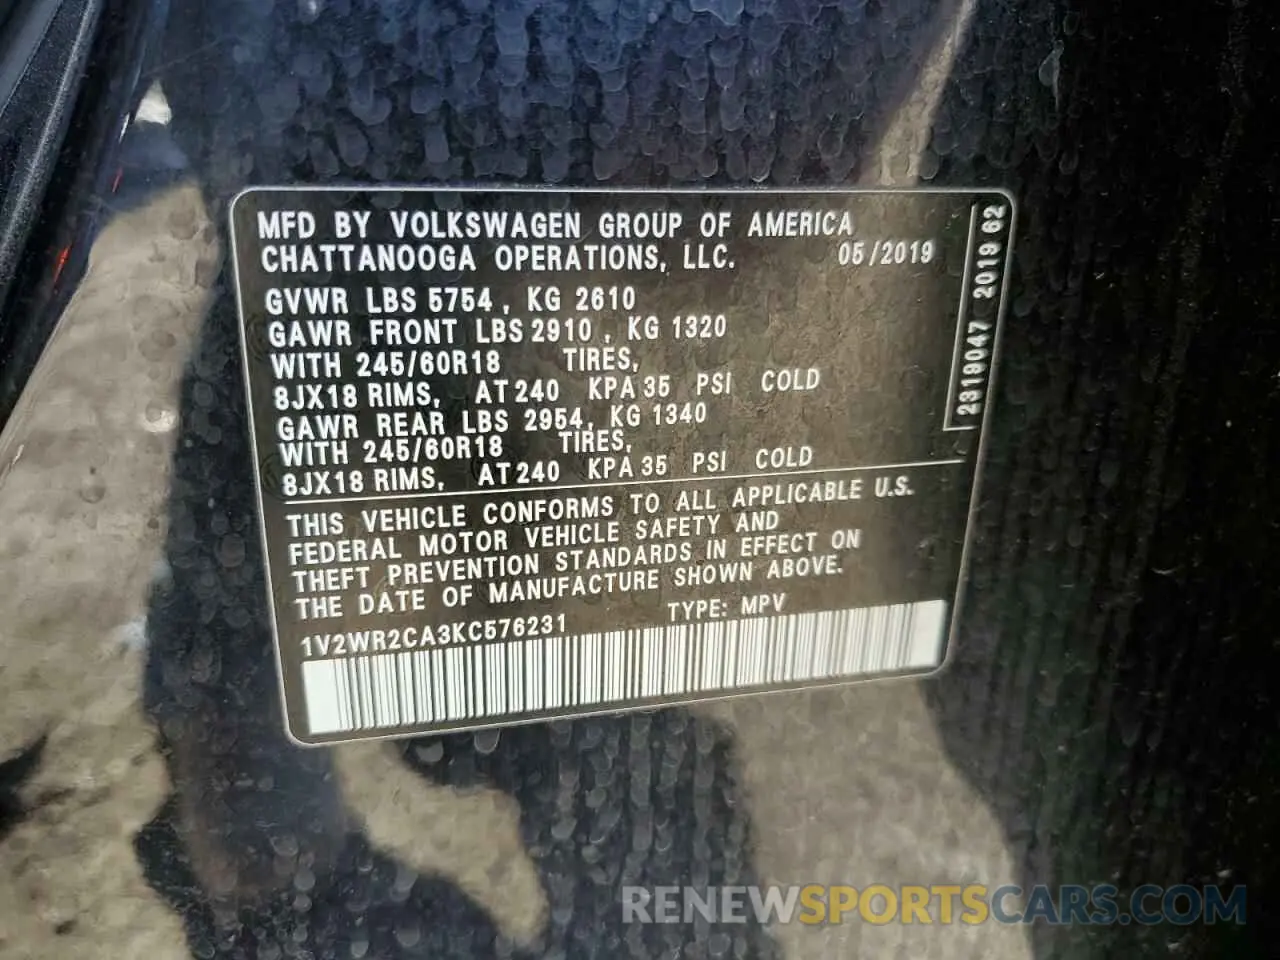 MFD BY VOLKSWAGEN GROUP OF AMERICA
CHATTANOOGA OPERATIONS, LLC. 05/2019
GVWR LBS 5754, KG 2610
GAWR FRONT LBS 2910, KG 1320
WITH 245/60R18 TIRES,
8JX18 RIMS, AT 240 KPA 35 PSI COLD
GAWR REAR LBS 2954, KG 1340
WITH 245/60R18 TIRES,
8JX18 RIMS, AT 240 KPA 35 PSI COLD
THIS VEHICLE CONFORMS TO ALL APPLICABLE U.S.
FEDERAL MOTOR VEHICLE SAFETY AND
THEFT PREVENTION STANDARDS IN EFFECT ON
THE DATE OF MANUFACTURE SHOWN ABOVE.
1V2WR2CA3KC576231 TYPE: MPV
2319047 2019 62
RENEWSPORTSCARS.COM